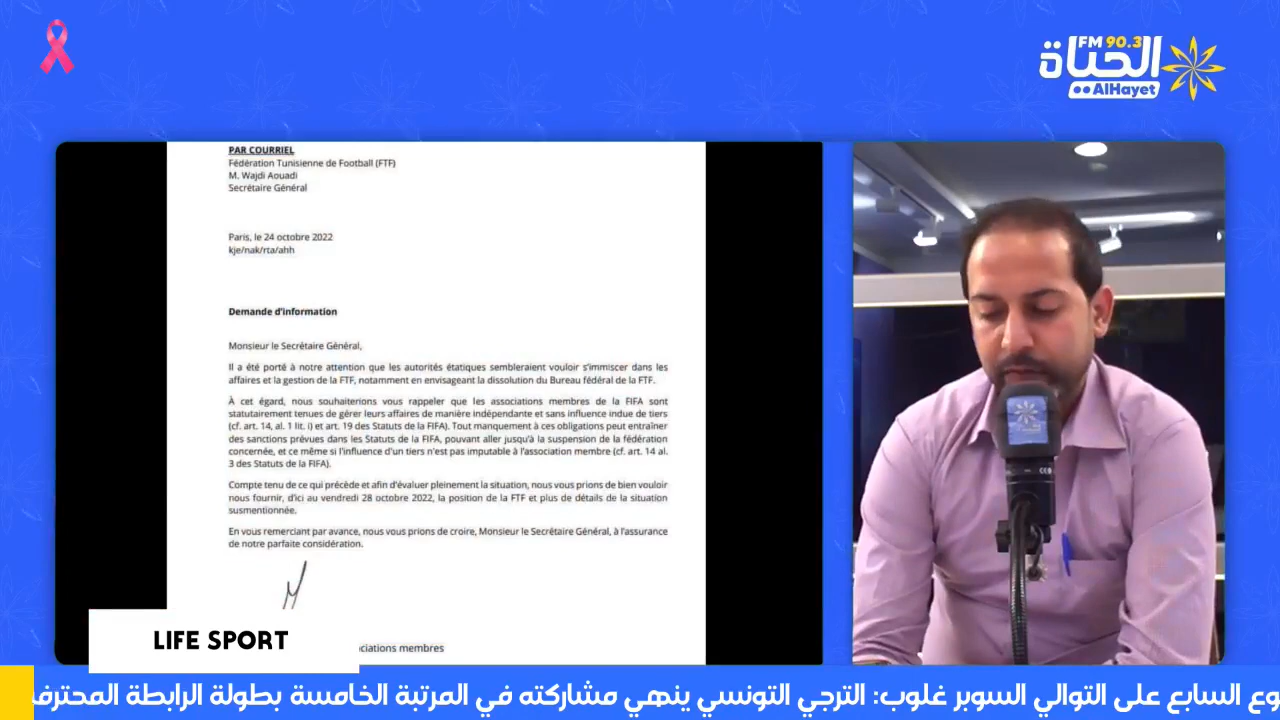 FM 90.3
الحياة
AlHayet
PAR COURRIEL
Fédération Tunisienne de Football (FTF)
M. Wajdi Aouadi
Secrétaire Général
Paris, le 24 octobre 2022
kje/nak/rta/ahh
Demande d'information
Monsieur le Secrétaire Général,
Il a été porté à notre attention que les autorités étatiques sembleraient vouloir s'immiscer dans les
affaires et la gestion de la FTF, notamment en envisageant la dissolution du Bureau fédéral de la FTF.
À cet égard, nous souhaiterions vous rappeler que les associations membres de la FIFA sont
statutairement tenues de gérer leurs affaires de manière indépendante et sans influence indue de tiers
(cf. art. 14, al. 1 lit. i) et art. 19 des Statuts de la FIFA). Tout manquement à ces obligations peut entraîner
des sanctions prévues dans les Statuts de la FIFA, pouvant aller jusqu'à la suspension de la fédération
concernée, et ce même si l'influence d'un tiers n'est pas imputable à l'association membre (cf. art. 14 al.
3 des Statuts de la FIFA).
Compte tenu de ce qui précède et afin d'évaluer pleinement la situation, nous vous prions de bien vouloir
nous fournir, d'ici au vendredi 28 octobre 2022, la position de la FTF et plus de détails de la situation
susmentionnée.
En vous remerciant par avance, nous vous prions de croire, Monsieur le Secrétaire Général, à l'assurance
de notre parfaite considération.
ciations membres
LIFE SPORT
وع السابع على التوالي السوبر غلوب: الترجي التونسي ينهي مشاركته في المرتبة الخامسة بطولة الرابطة المحترفة